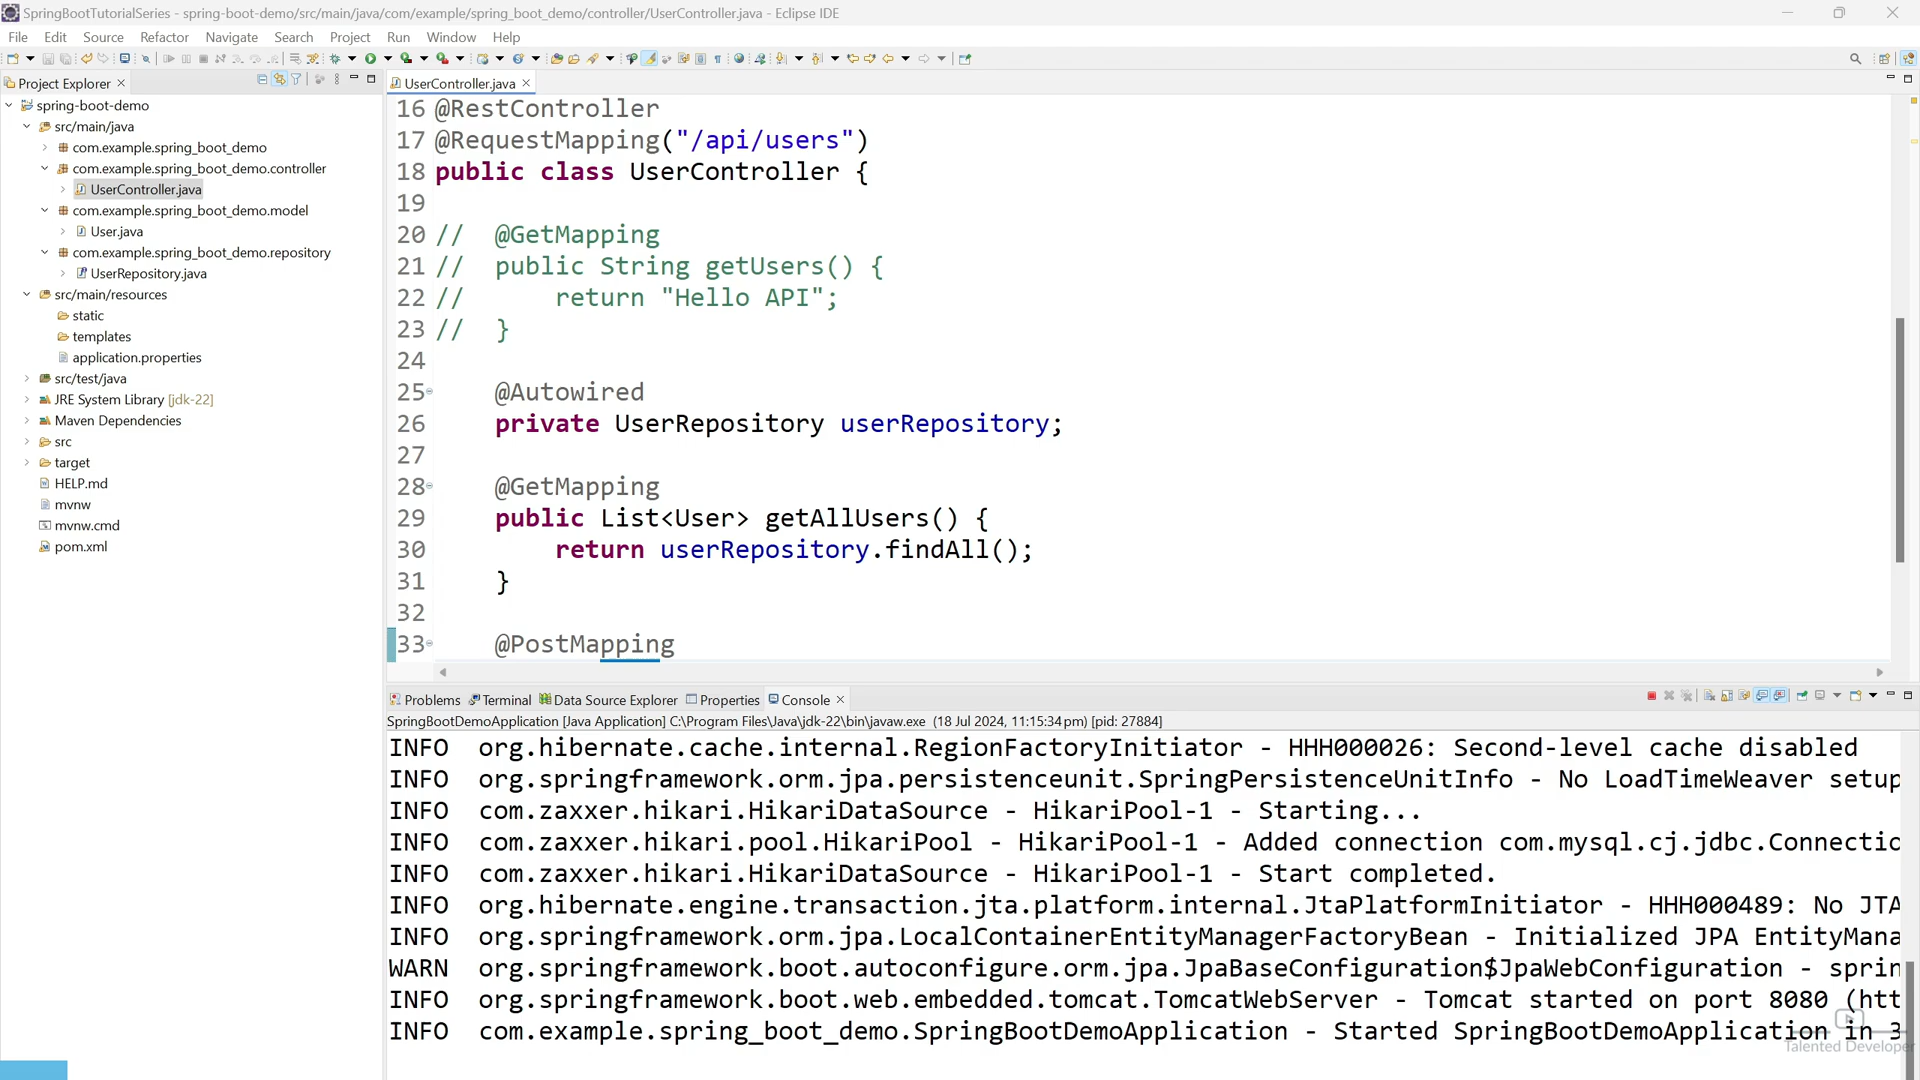 SpringBootTutorialSeries - spring-boot-demo/src/main/java/com/example/spring_boot_demo/controller/UserController.java - Eclipse IDE
File Edit Source Refactor Navigate Search Project Run Window Help
Project Explorer
spring-boot-demo
src/main/java
com.example.spring_boot_demo
com.example.spring_boot_demo.controller
UserController.java
com.example.spring_boot_demo.model
User.java
com.example.spring_boot_demo.repository
UserRepository.java
src/main/resources
static
templates
application.properties
src/test/java
JRE System Library [jdk-22]
Maven Dependencies
src
target
HELP.md
mvnw
mvnw.cmd
pom.xml
UserController.java
16 @RestController
17 @RequestMapping("/api/users")
18 public class UserController {
19
20 // @GetMapping
21 // public String getUsers() {
22 // return "Hello API";
23 // }
24
25 @Autowired
26 private UserRepository userRepository;
27
28 @GetMapping
29 public List<User> getAllUsers() {
30 return userRepository.findAll();
31 }
32
33 @PostMapping
Problems Terminal Data Source Explorer Properties Console
SpringBootDemoApplication [Java Application] C:\Program Files\Java\jdk-22\bin\javaw.exe (18 Jul 2024, 11:15:34 pm) [pid: 27884]
INFO org.hibernate.cache.internal.RegionFactoryInitiator - HHH000026: Second-level cache disabled
INFO org.springframework.orm.jpa.persistenceunit.SpringPersistenceUnitInfo - No LoadTimeWeaver setup
INFO com.zaxxer.hikari.HikariDataSource - HikariPool-1 - Starting...
INFO com.zaxxer.hikari.pool.HikariPool - HikariPool-1 - Added connection com.mysql.cj.jdbc.Connectio
INFO com.zaxxer.hikari.HikariDataSource - HikariPool-1 - Start completed.
INFO org.hibernate.engine.transaction.jta.platform.internal.JtaPlatformInitiator - HHH000489: No JTA
INFO org.springframework.orm.jpa.LocalContainerEntityManagerFactoryBean - Initialized JPA EntityMana
WARN org.springframework.boot.autoconfigure.orm.jpa.JpaBaseConfiguration$JpaWebConfiguration - sprin
INFO org.springframework.boot.web.embedded.tomcat.TomcatWebServer - Tomcat started on port 8080 (htt
INFO com.example.spring_boot_demo.SpringBootDemoApplication - Started SpringBootDemoApplication in 3
Talented Developer